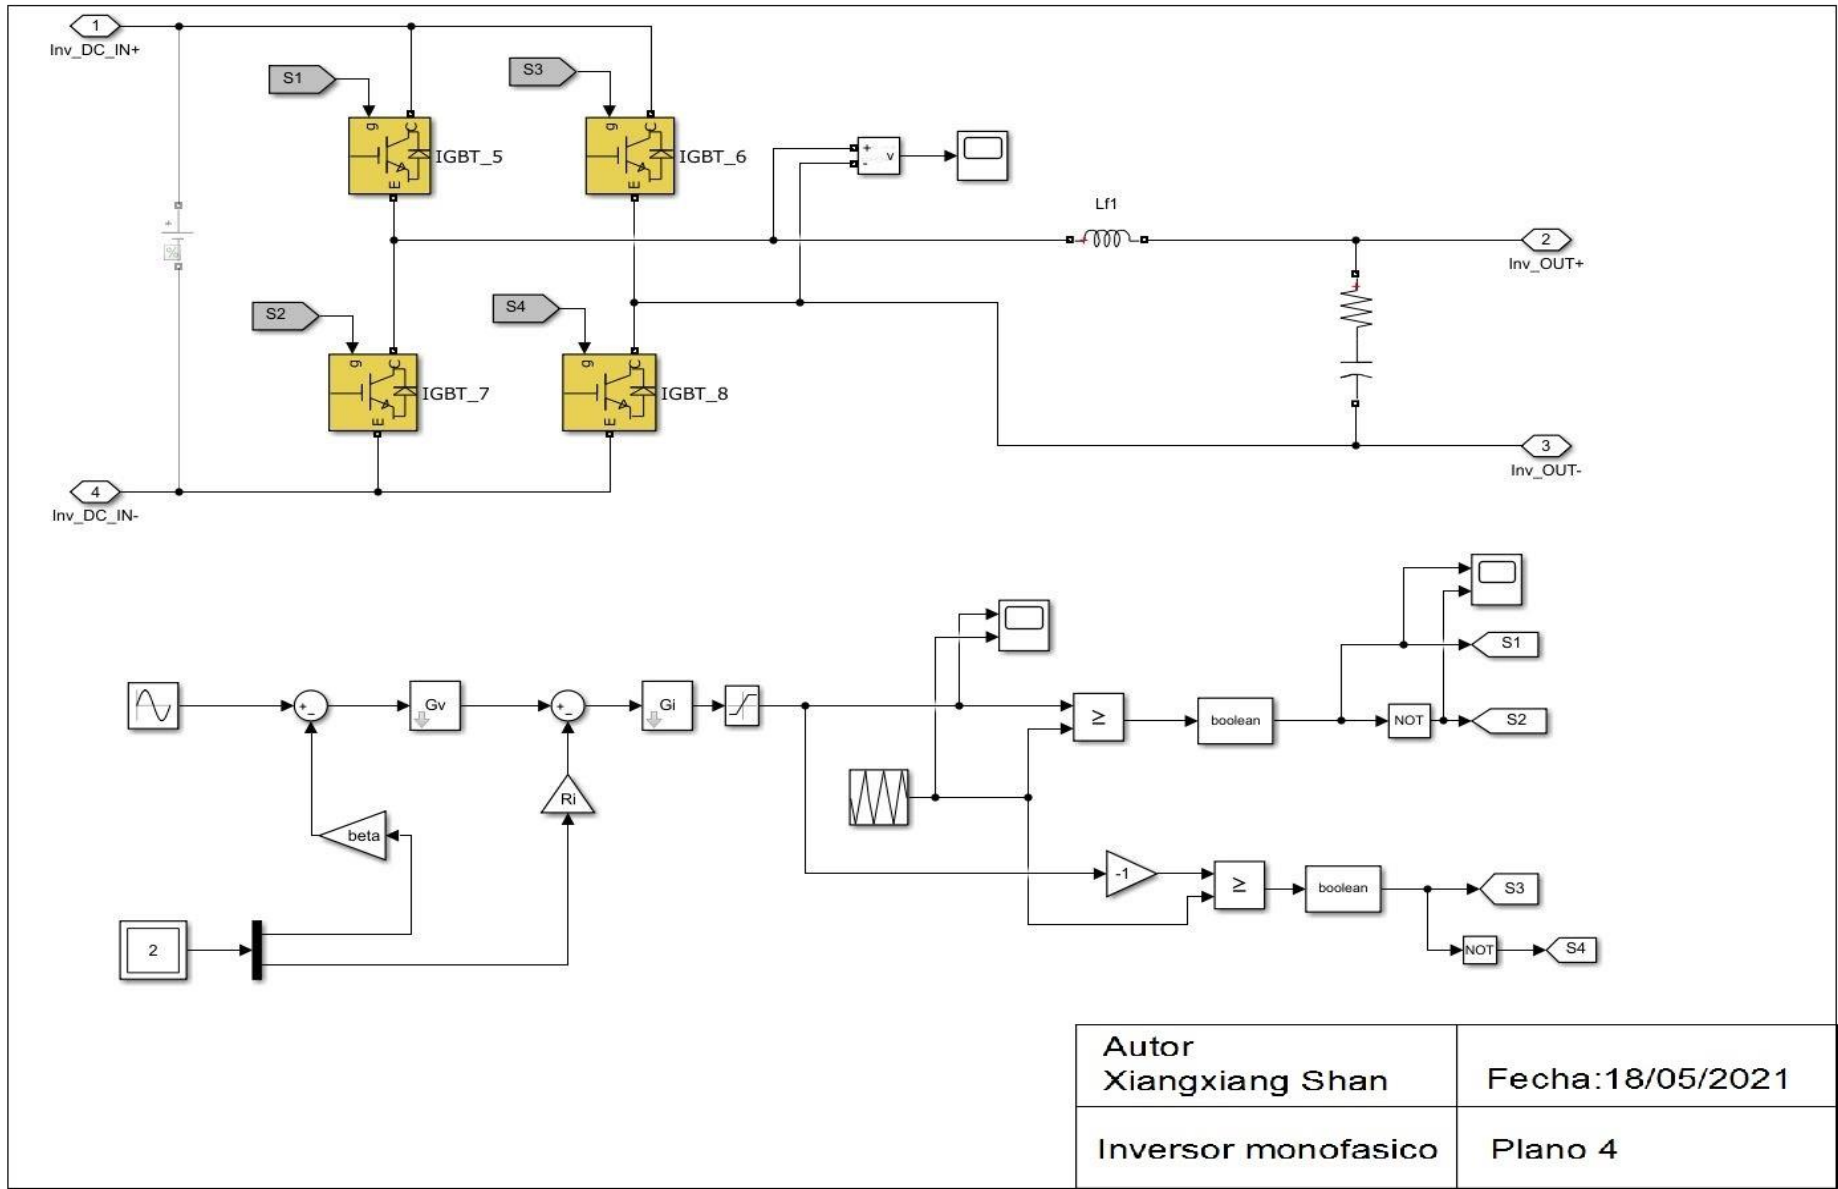 1
Inv_DC_IN+
S1
g
C
E
IGBT_5
S3
g
C
E
IGBT_6
+
-
v
+
%
Lf1
2
Inv_OUT+
S2
g
C
E
IGBT_7
S4
g
C
E
IGBT_8
+
3
Inv_OUT-
4
Inv_DC_IN-
+
-
Gv
+
-
Gi
≥
boolean
S1
NOT
S2
beta
Ri
-1
≥
boolean
S3
NOT
S4
2
Autor
Xiangxiang Shan
Fecha:18/05/2021
Inversor monofasico
Plano 4